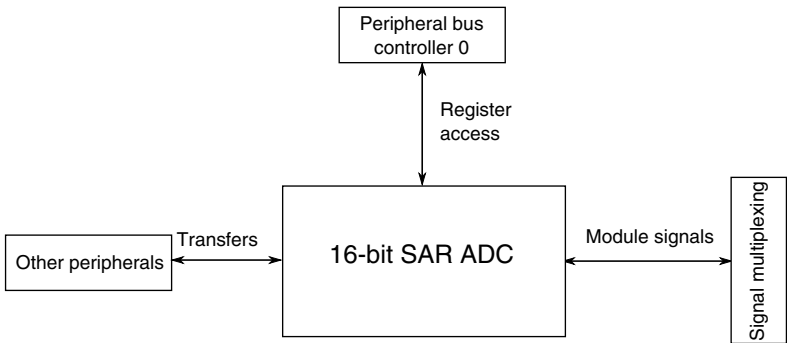 Peripheral bus
controller 0
Register
access
Other peripherals
Transfers
16-bit SAR ADC
Module signals
Signal multiplexing